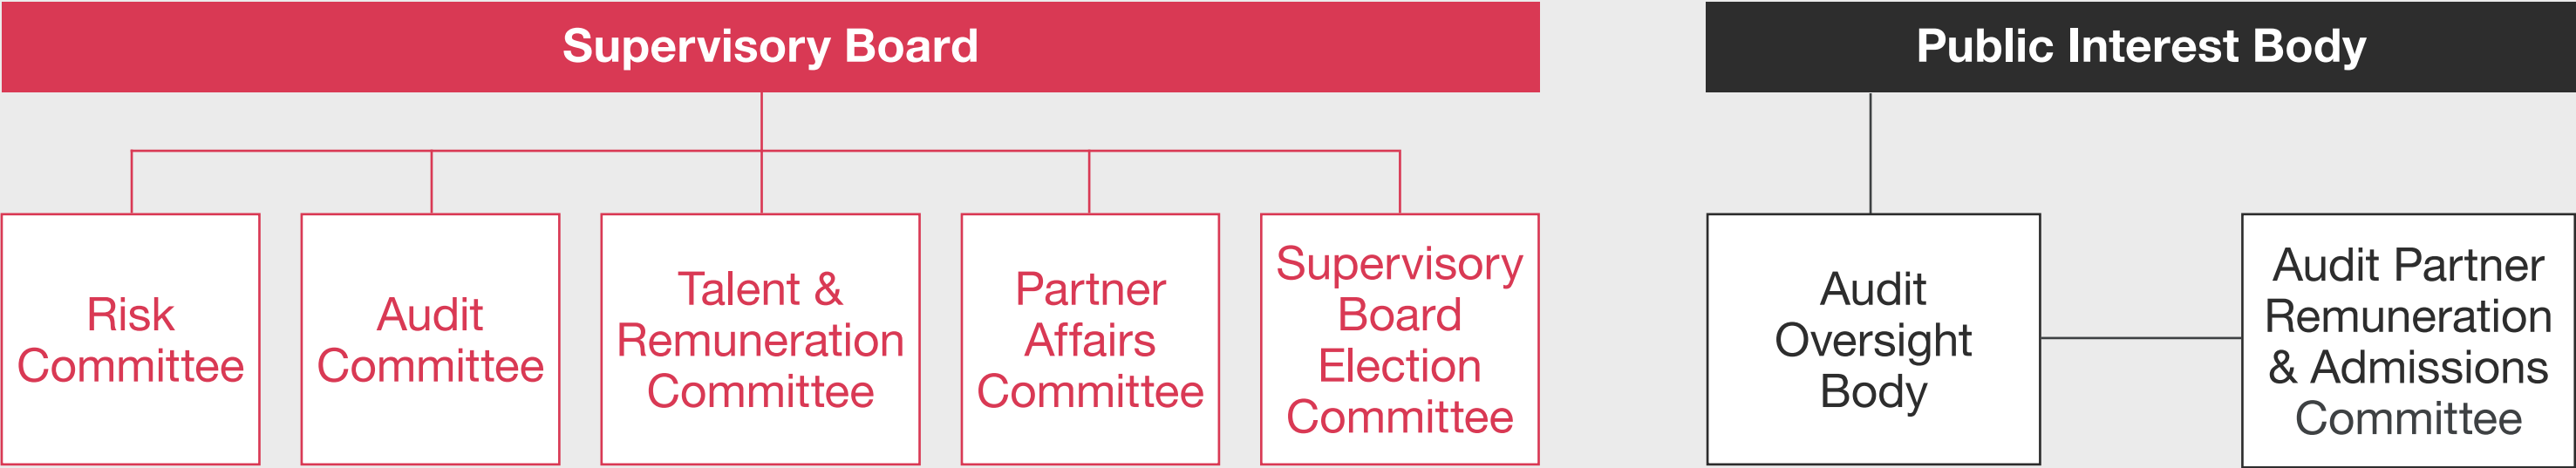 Supervisory Board
Public Interest Body
Risk
Committee
Audit
Committee
Talent &
Remuneration
Committee
Partner
Affairs
Committee
Supervisory
Board
Election
Committee
Audit
Oversight
Body
Audit Partner
Remuneration
& Admissions
Committee